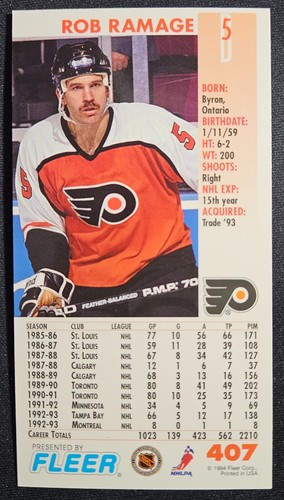 ROB RAMAGE
5
D
BORN:
Byron,
Ontario
BIRTHDATE:
1/11/59
HT: 6-2
WT: 200
SHOOTS:
Right
NHL EXP:
15th year
ACQUIRED:
Trade '93
5
FEATHER-BALANCED P.M.P. 70
SEASON CLUB LEAGUE GP G A TP PIM
1985-86 ST. LOUIS NHL 77 10 56 66 171
1986-87 ST. LOUIS NHL 59 11 28 39 108
1987-88 ST. LOUIS NHL 67 8 34 42 127
1987-88 CALGARY NHL 12 1 6 7 37
1988-89 CALGARY NHL 68 3 13 16 156
1989-90 TORONTO NHL 80 8 41 49 202
1990-91 TORONTO NHL 80 10 25 35 173
1991-92 MINNESOTA NHL 34 4 5 9 69
1992-93 TAMPA BAY NHL 66 5 12 17 138
1992-93 MONTREAL NHL 8 0 1 1 8
CAREER TOTALS 1023 139 423 562 2210
PRESENTED BY
FLEER
NHLPA
407
© 1994 Fleer Corp.
Printed in USA